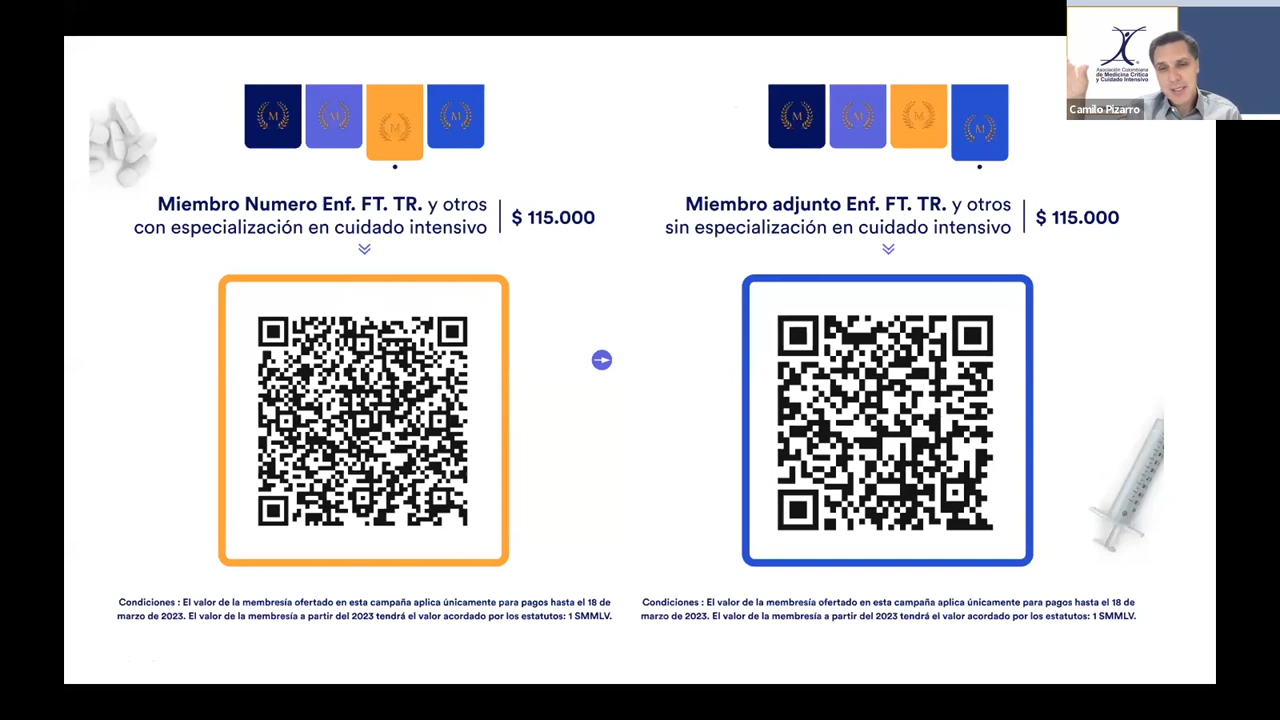 M
M
M
M
Miembro Numero Enf. FT. TR. y otros
con especialización en cuidado intensivo
$ 115.000
Condiciones : El valor de la membresía ofertado en esta campaña aplica únicamente para pagos hasta el 18 de
marzo de 2023. El valor de la membresía a partir del 2023 tendrá el valor acordado por los estatutos: 1 SMMLV.
M
M
M
M
Miembro adjunto Enf. FT. TR. y otros
sin especialización en cuidado intensivo
$ 115.000
Condiciones : El valor de la membresía ofertado en esta campaña aplica únicamente para pagos hasta el 18 de
marzo de 2023. El valor de la membresía a partir del 2023 tendrá el valor acordado por los estatutos: 1 SMMLV.
Asociación Colombiana
de Medicina Crítica
y Cuidado Intensivo
Camilo Pizarro